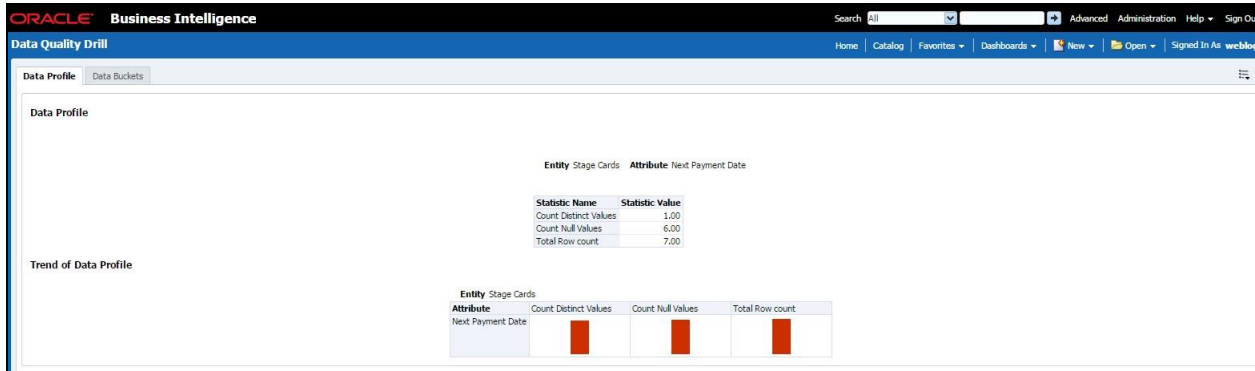 ORACLE Business Intelligence Search All Advanced Administration Help Sign Ou
Data Quality Drill Home Catalog Favorites Dashboards New Open Signed In As weblog
Data Profile Data Buckets
Data Profile
Entity Stage Cards Attribute Next Payment Date
Statistic Name Statistic Value
Count Distinct Values 1.00
Count Null Values 6.00
Total Row count 7.00
Trend of Data Profile
Entity Stage Cards
Attribute Count Distinct Values Count Null Values Total Row count
Next Payment Date